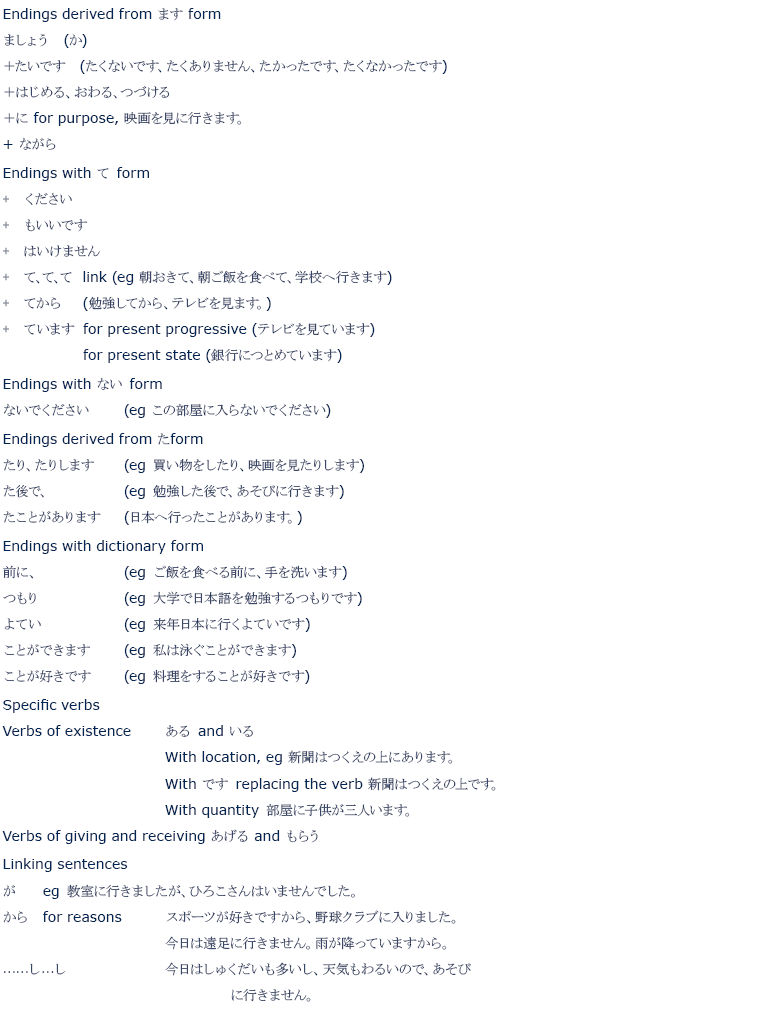 Endings derived from ます form
ましょう (か)
＋たいです (たくないです、たくありません、たかったです、たくなかったです)
＋はじめる、おわる、つづける
＋に for purpose, 映画を見に行きます。
+ ながら
Endings with て form
+ ください
+ もいいです
+ はいけません
+ て、て、て link (eg 朝おきて、朝ご飯を食べて、学校へ行きます)
+ てから (勉強してから、テレビを見ます。)
+ ています for present progressive (テレビを見ています)
for present state (銀行につとめています)
Endings with ない form
ないでください (eg この部屋に入らないでください)
Endings derived from たform
たり、たりします (eg 買い物をしたり、映画を見たりします)
た後で、 (eg 勉強した後で、あそびに行きます)
たことがあります (日本へ行ったことがあります。)
Endings with dictionary form
前に、 (eg ご飯を食べる前に、手を洗います)
つもり (eg 大学で日本語を勉強するつもりです)
よてい (eg 来年日本に行くよていです)
ことができます (eg 私は泳ぐことができます)
ことが好きです (eg 料理をすることが好きです)
Specific verbs
Verbs of existence ある and いる
With location, eg 新聞はつくえの上にあります。
With です replacing the verb 新聞はつくえの上です。
With quantity 部屋に子供が三人います。
Verbs of giving and receiving あげる and もらう
Linking sentences
が eg 教室に行きましたが、ひろこさんはいませんでした。
から for reasons スポーツが好きですから、野球クラブに入りました。
今日は遠足に行きません。雨が降っていますから。
……し…し 今日はしゅくだいも多いし、天気もわるいので、あそび
に行きません。